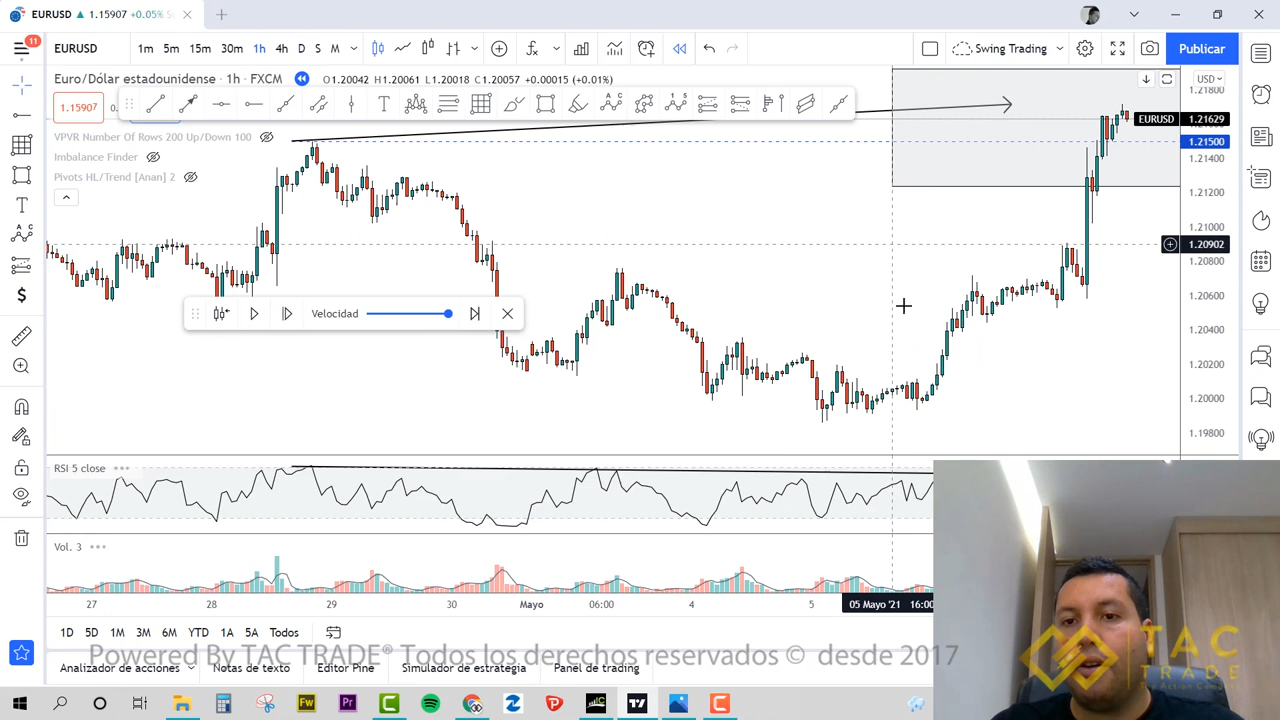 EURUSD ▲ 1.15907 +0.05%
11
EURUSD 1m 5m 15m 30m 1h 4h D S M Swing Trading Publicar
Euro/Dólar estadounidense · 1h · FXCM O1.20042 H1.20061 L1.20018 C1.20057 +0.00015 (+0.01%)
USD
1.21800
1.15907
EURUSD 1.21629
VPVR Number Of Rows 200 Up/Down 100
1.21500
Imbalance Finder
1.21400
Pivots HL/Trend [Anan] 2
1.21200
1.21000
1.20902
1.20800
1.20600
Velocidad
1.20400
1.20200
1.20000
1.19800
RSI 5 close
Vol. 3
27 28 29 30 Mayo 06:00 4 5 05 Mayo '21 16:00
1D 5D 1M 3M 6M YTD 1A 5A Todos
Powered By TAC TRADE® Todos los derechos reservados © desde 2017
Analizador de acciones Notas de texto Editor Pine Simulador de estrategia Panel de trading
TAC
TRADE
The Action Company